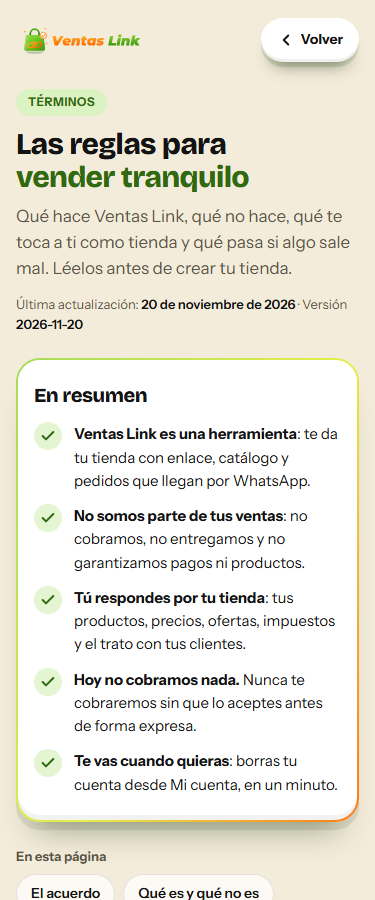 Ventas Link
Volver
TÉRMINOS
Las reglas para
vender tranquilo
Qué hace Ventas Link, qué no hace, qué te
toca a ti como tienda y qué pasa si algo sale
mal. Léelos antes de crear tu tienda.
Última actualización: 20 de noviembre de 2026 · Versión
2026-11-20
En resumen
Ventas Link es una herramienta: te da
tu tienda con enlace, catálogo y
pedidos que llegan por WhatsApp.
No somos parte de tus ventas: no
cobramos, no entregamos y no
garantizamos pagos ni productos.
Tú respondes por tu tienda: tus
productos, precios, ofertas, impuestos
y el trato con tus clientes.
Hoy no cobramos nada. Nunca te
cobraremos sin que lo aceptes antes
de forma expresa.
Te vas cuando quieras: borras tu
cuenta desde Mi cuenta, en un minuto.
En esta página
El acuerdo
Qué es y qué no es